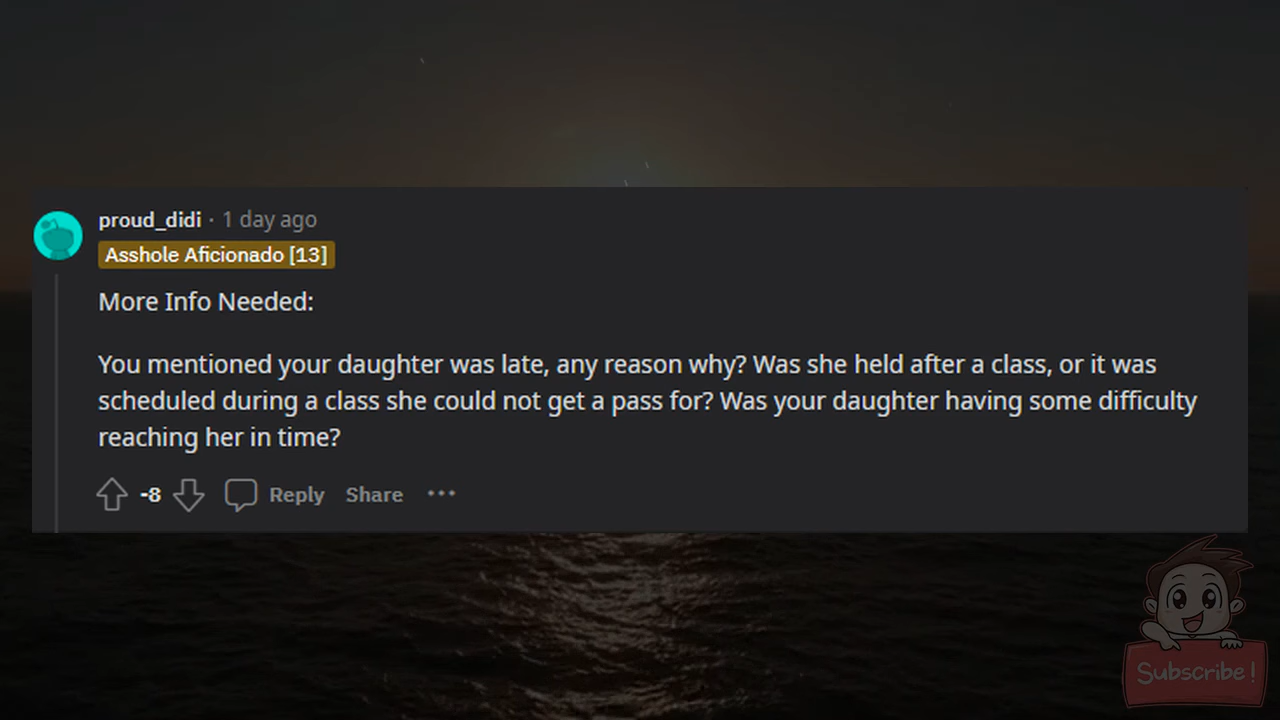 proud_didi · 1 day ago
Asshole Aficionado [13]
More Info Needed:
You mentioned your daughter was late, any reason why? Was she held after a class, or it was
scheduled during a class she could not get a pass for? Was your daughter having some difficulty
reaching her in time?
-8 Reply Share
Subscribe!